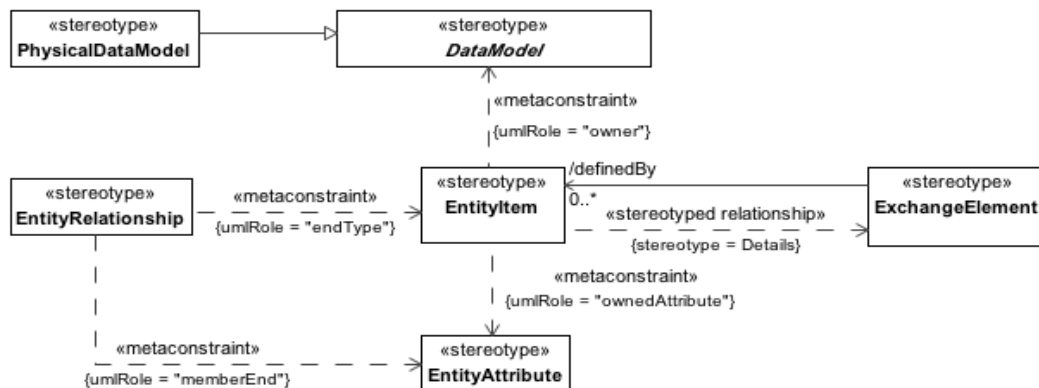 «stereotype»
PhysicalDataModel
«stereotype»
DataModel
«metaconstraint»
{umlRole = "owner"}
«stereotype»
EntityRelationship
«metaconstraint»
{umlRole = "endType"}
«stereotype»
EntityItem
/definedBy
0..*
«stereotyped relationship»
{stereotype = Details}
«stereotype»
ExchangeElement
«metaconstraint»
{umlRole = "ownedAttribute"}
«metaconstraint»
{umlRole = "memberEnd"}
«stereotype»
EntityAttribute